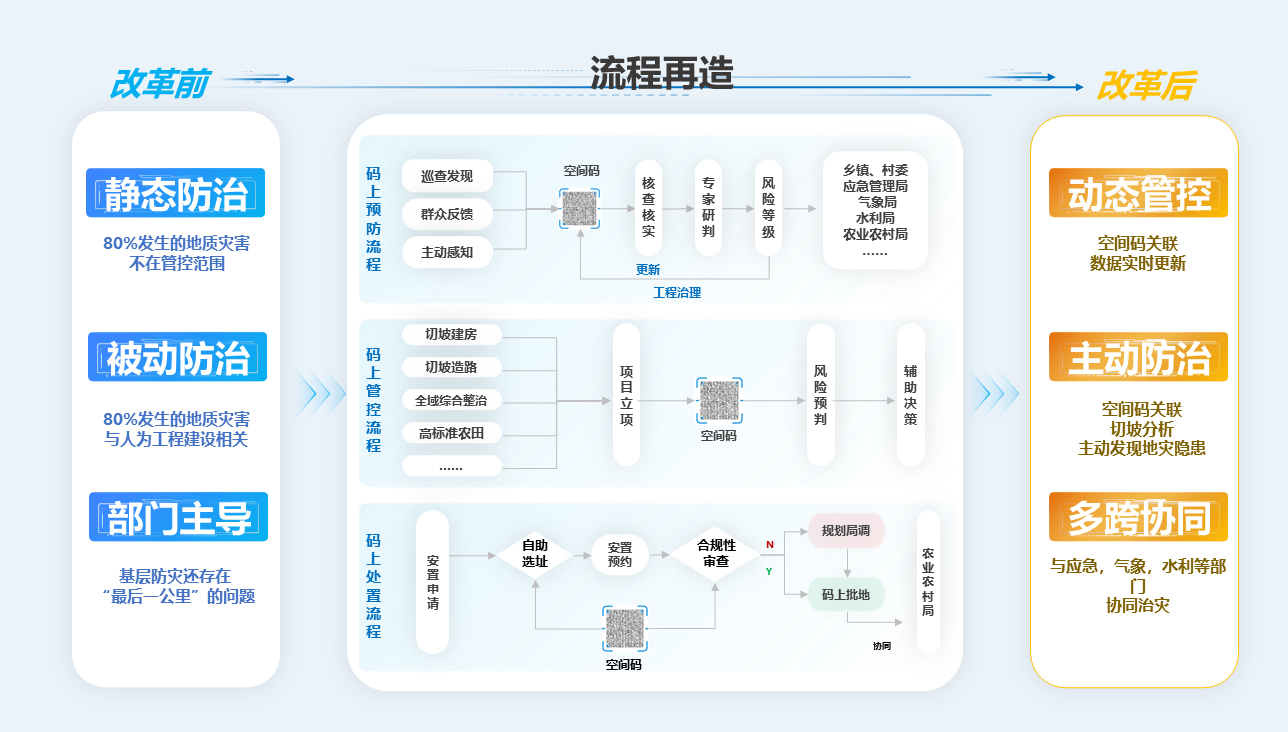 流程再造
改革前
改革后
静态防治
80%发生的地质灾害
不在管控范围
被动防治
80%发生的地质灾害
与人为工程建设相关
部门主导
基层防灾还存在
“最后一公里”的问题
码上预防流程
巡查发现
群众反馈
主动感知
空间码
核查核实
专家研判
风险等级
乡镇、村委
应急管理局
气象局
水利局
农业农村局
......
更新
工程治理
码上管控流程
切坡建房
切坡造路
全域综合整治
高标准农田
......
项目立项
空间码
风险预判
辅助决策
码上处置流程
安置申请
自助
选址
安置
预约
合规性
审查
N
Y
规划局调
码上批地
农业农村局
协同
空间码
动态管控
空间码关联
数据实时更新
主动防治
空间码关联
切坡分析
主动发现地灾隐患
多跨协同
与应急，气象，水利等部
门
协同治灾